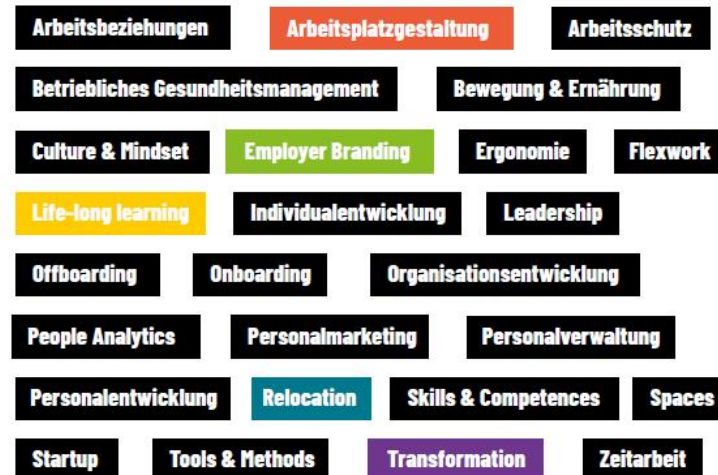 Arbeitsbeziehungen Arbeitsplatzgestaltung Arbeitsschutz
Betriebliches Gesundheitsmanagement Bewegung & Ernährung
Culture & Mindset Employer Branding Ergonomie Flexwork
Life-long learning Individualentwicklung Leadership
Offboarding Onboarding Organisationsentwicklung
People Analytics Personalmarketing Personalverwaltung
Personalentwicklung Relocation Skills & Competences Spaces
Startup Tools & Methods Transformation Zeitarbeit